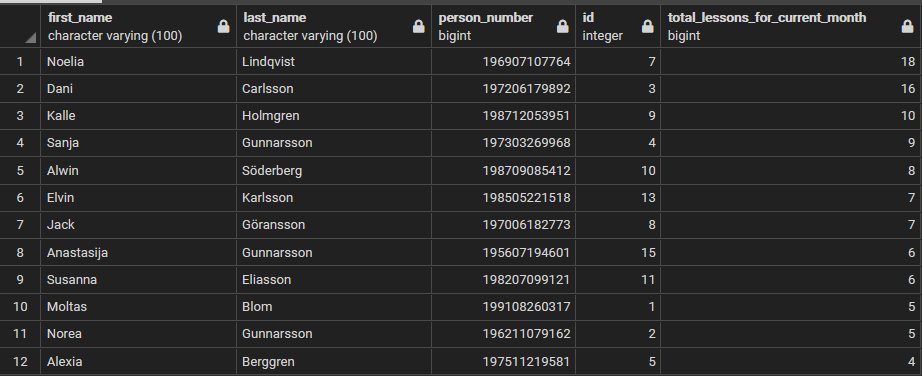 first_name last_name person_number id total_lessons_for_current_month
character varying (100) character varying (100) bigint integer bigint
1 Noelia Lindqvist 196907107764 7 18
2 Dani Carlsson 197206179892 3 16
3 Kalle Holmgren 198712053951 9 10
4 Sanja Gunnarsson 197303269968 4 9
5 Alwin Söderberg 198709085412 10 8
6 Elvin Karlsson 198505221518 13 7
7 Jack Göransson 197006182773 8 7
8 Anastasija Gunnarsson 195607194601 15 6
9 Susanna Eliasson 198207099121 11 6
10 Moltas Blom 199108260317 1 5
11 Norea Gunnarsson 196211079162 2 5
12 Alexia Berggren 197511219581 5 4